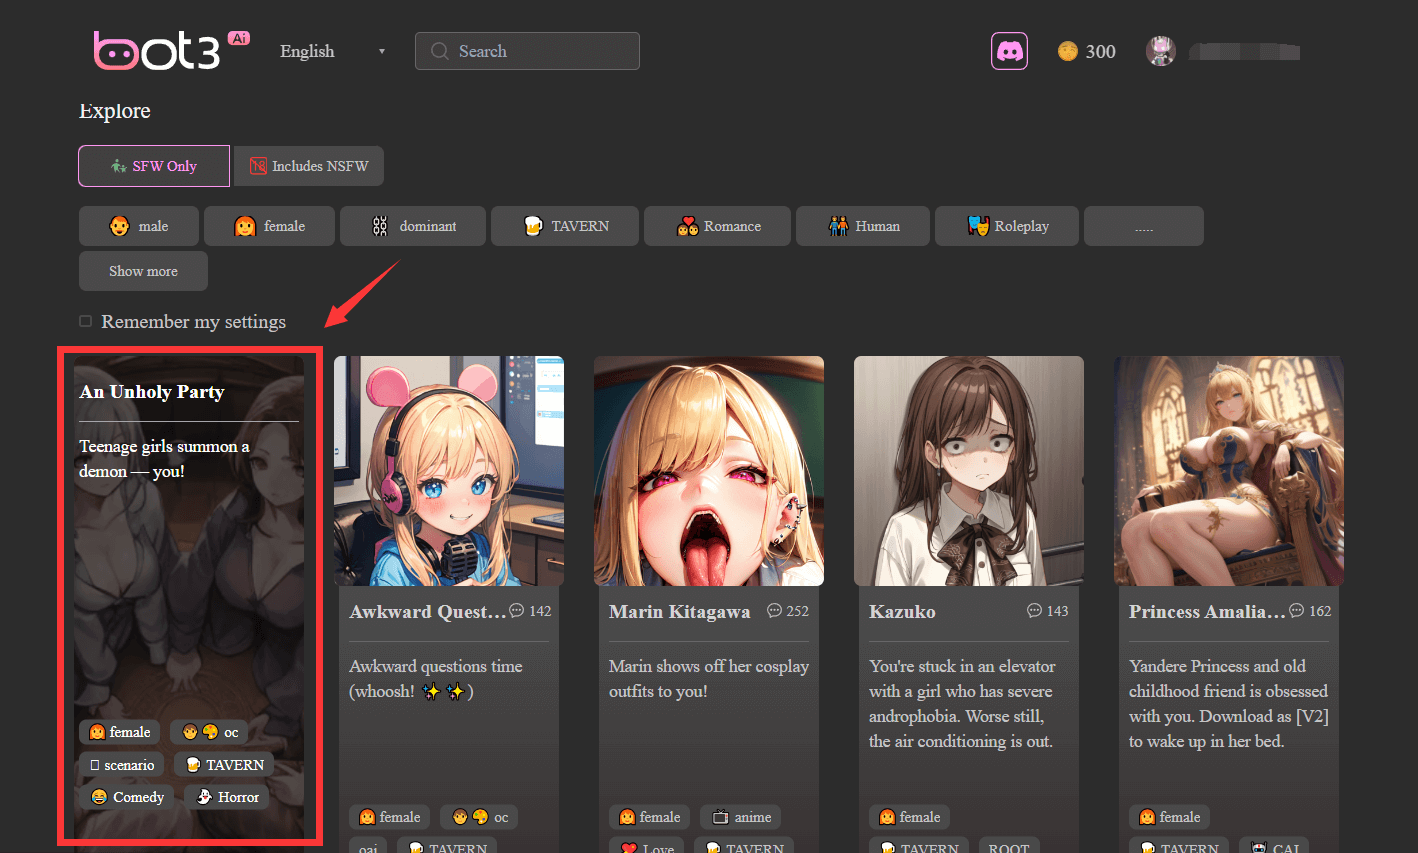 bot3 Ai
English
Search
300
Explore
SFW Only
18 Includes NSFW
male
female
dominant
TAVERN
Romance
Human
Roleplay
.....
Show more
Remember my settings
An Unholy Party
Teenage girls summon a
demon — you!
female
oc
scenario
TAVERN
Comedy
Horror
Awkward Quest... 142
Awkward questions time
(whoosh! ✨ ✨ )
female
oc
oai
TAVERN
Marin Kitagawa 252
Marin shows off her cosplay
outfits to you!
female
anime
Love
TAVERN
Kazuko 143
You're stuck in an elevator
with a girl who has severe
androphobia. Worse still,
the air conditioning is out.
female
TAVERN
ROOT
Princess Amalia... 162
Yandere Princess and old
childhood friend is obsessed
with you. Download as [V2]
to wake up in her bed.
female
TAVERN
CAI